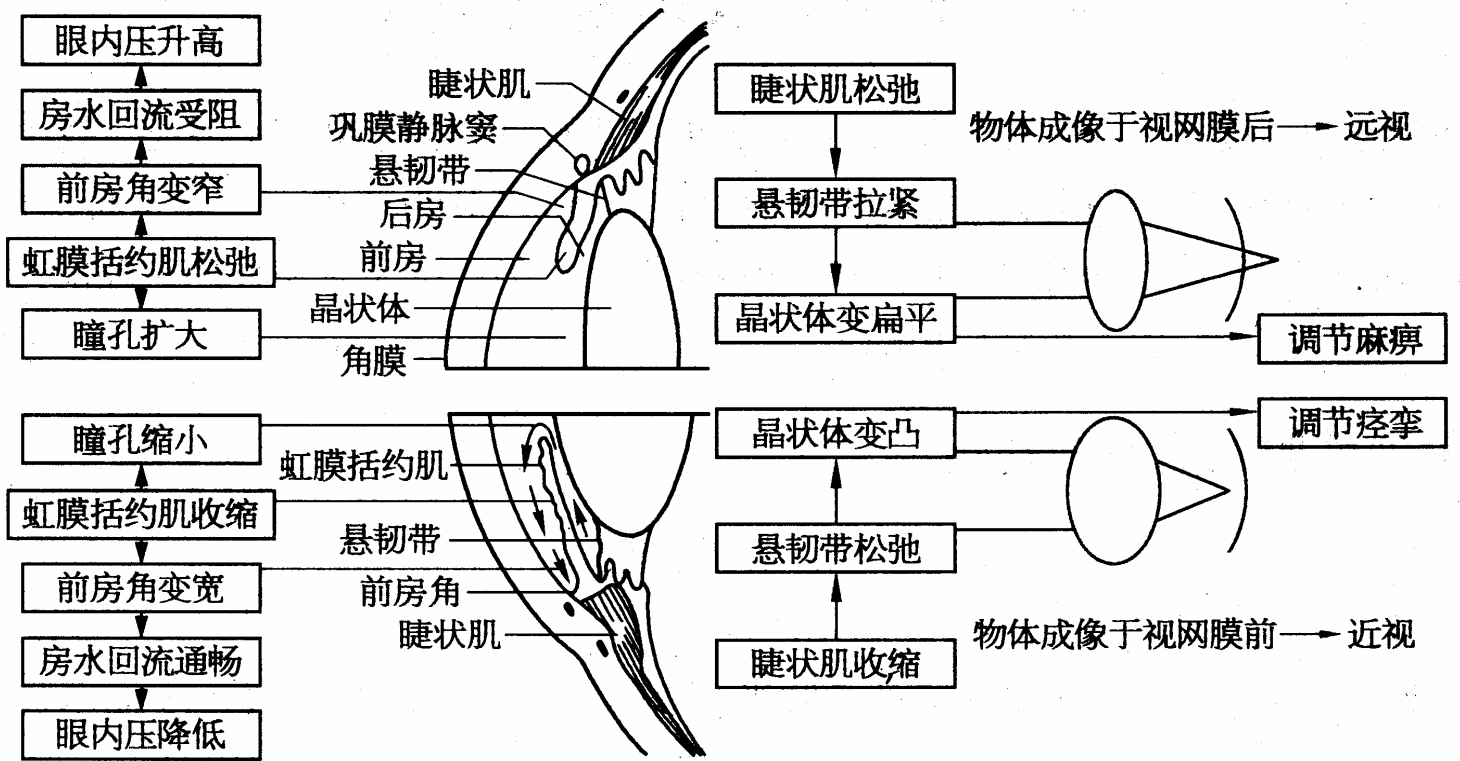 眼内压升高
房水回流受阻
前房角变窄
虹膜括约肌松弛
瞳孔扩大
睫状肌
巩膜静脉窦
悬韧带
后房
前房
晶状体
角膜
睫状肌松弛
悬韧带拉紧
晶状体变扁平
物体成像于视网膜后 远视
调节麻痹
瞳孔缩小
虹膜括约肌收缩
前房角变宽
房水回流通畅
眼内压降低
虹膜括约肌
悬韧带
前房角
睫状肌
晶状体变凸
悬韧带松弛
睫状肌收缩
调节痉挛
物体成像于视网膜前 近视